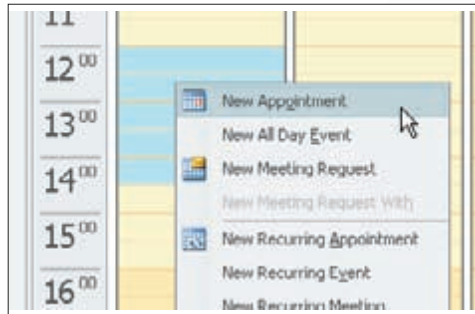 11
12 00
13 00
14 00
15 00
16 00
New Appointment
New All Day Event
New Meeting Request
New Meeting Request With
New Recurring Appointment
New Recurring Event
New Recurring Meeting